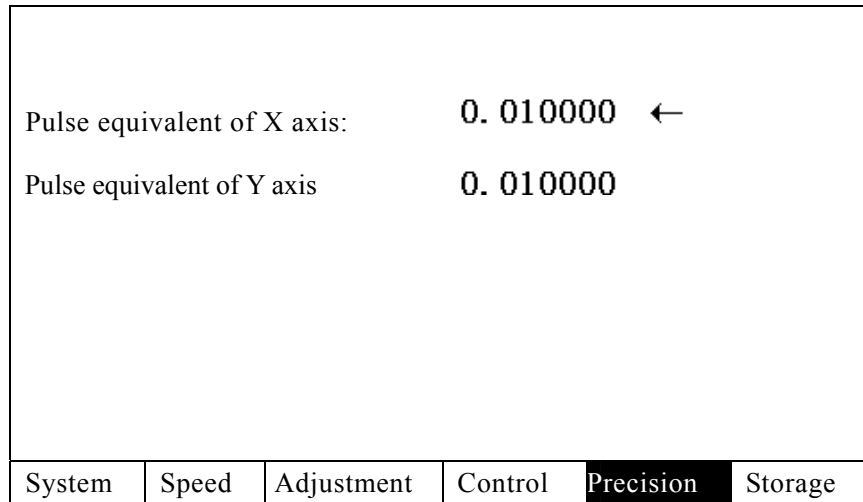 Pulse equivalent of X axis: 0. 010000 ←
Pulse equivalent of Y axis 0. 010000
System Speed Adjustment Control Precision Storage